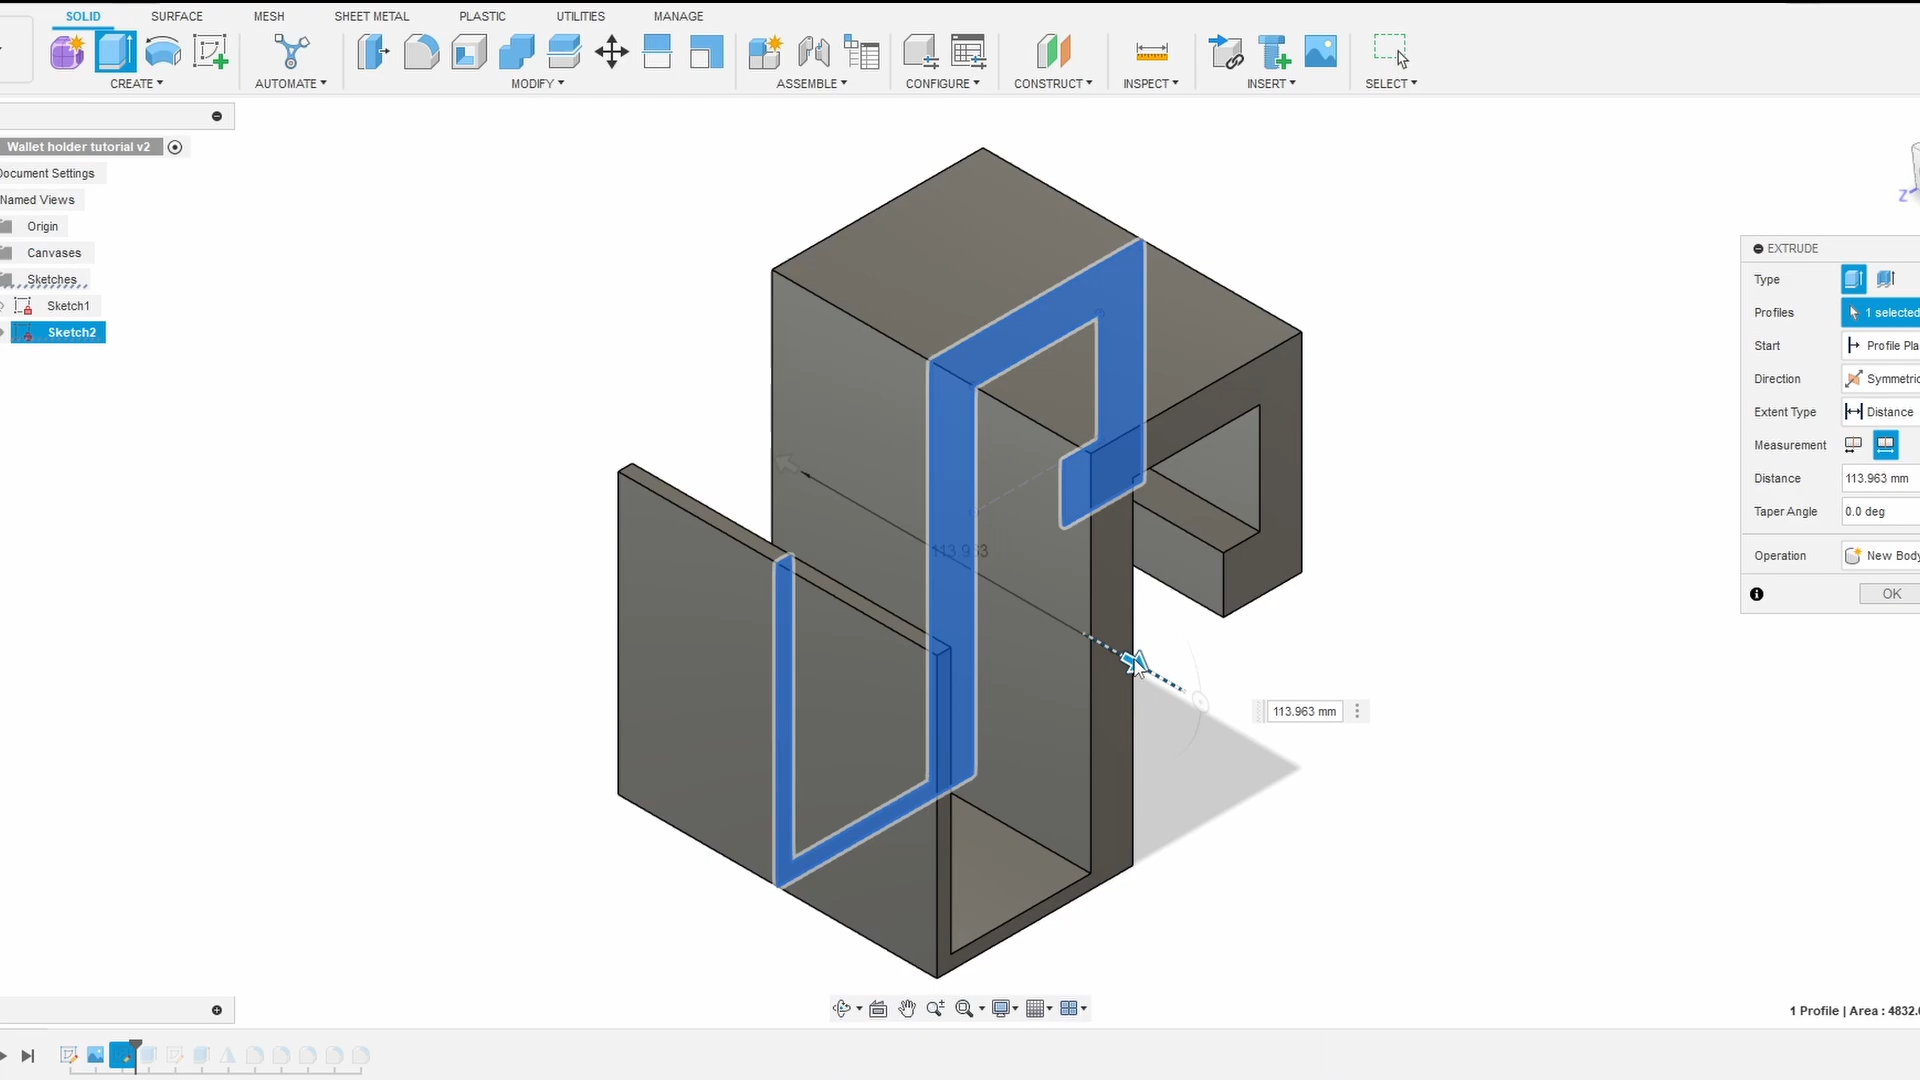 SOLID SURFACE MESH SHEET METAL PLASTIC UTILITIES MANAGE
CREATE AUTOMATE MODIFY ASSEMBLE CONFIGURE CONSTRUCT INSPECT INSERT SELECT
Wallet holder tutorial v2
Document Settings
Named Views
Origin
Canvases
Sketches
Sketch1
Sketch2
Z
EXTRUDE
Type
Profiles 1 selected
Start Profile Pla
Direction Symmetric
Extent Type Distance
Measurement
Distance 113.963 mm
Taper Angle 0.0 deg
Operation New Body
OK
113.963
113.963 mm
1 Profile | Area : 4832.